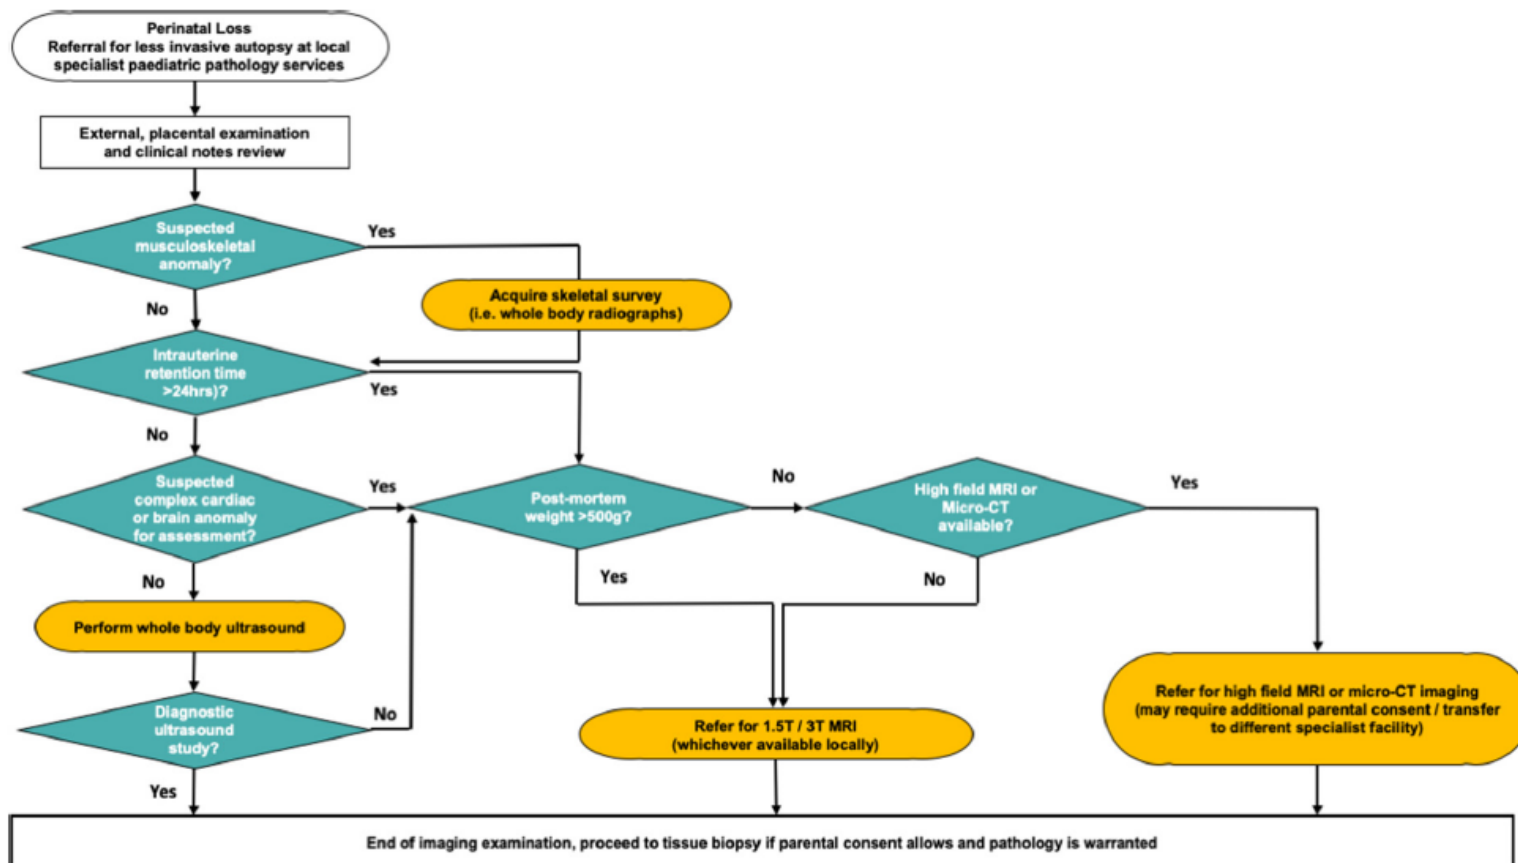 Perinatal Loss
Referral for less invasive autopsy at local
specialist paediatric pathology services
External, placental examination
and clinical notes review
Suspected
musculoskeletal
anomaly?
Yes
No
Acquire skeletal survey
(i.e. whole body radiographs)
Intrauterine
retention time
>24hrs)?
Yes
No
Suspected
complex cardiac
or brain anomaly
for assessment?
Yes
No
Post-mortem
weight >500g?
No
Yes
High field MRI or
Micro-CT
available?
Yes
No
Perform whole body ultrasound
Diagnostic
ultrasound
study?
No
Yes
Refer for 1.5T / 3T MRI
(whichever available locally)
Refer for high field MRI or micro-CT imaging
(may require additional parental consent / transfer
to different specialist facility)
End of imaging examination, proceed to tissue biopsy if parental consent allows and pathology is warranted